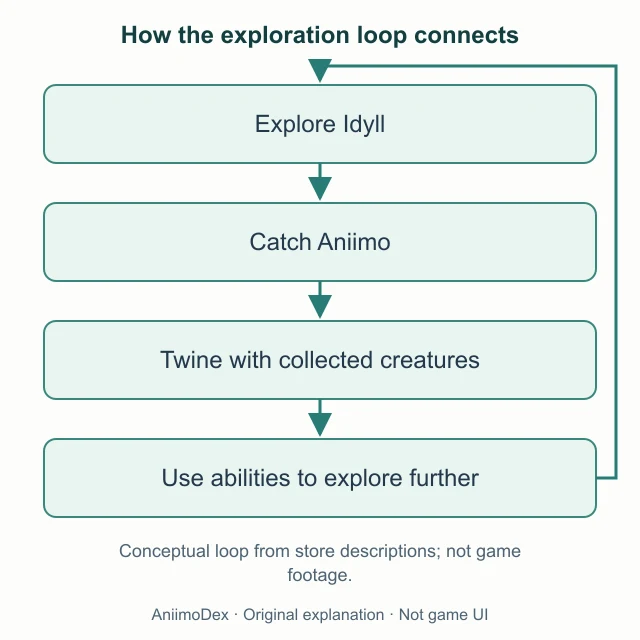 How the exploration loop connects
Explore Idyll
Catch Aniimo
Twine with collected creatures
Use abilities to explore further
Conceptual loop from store descriptions; not game
footage.
AniimoDex · Original explanation · Not game UI